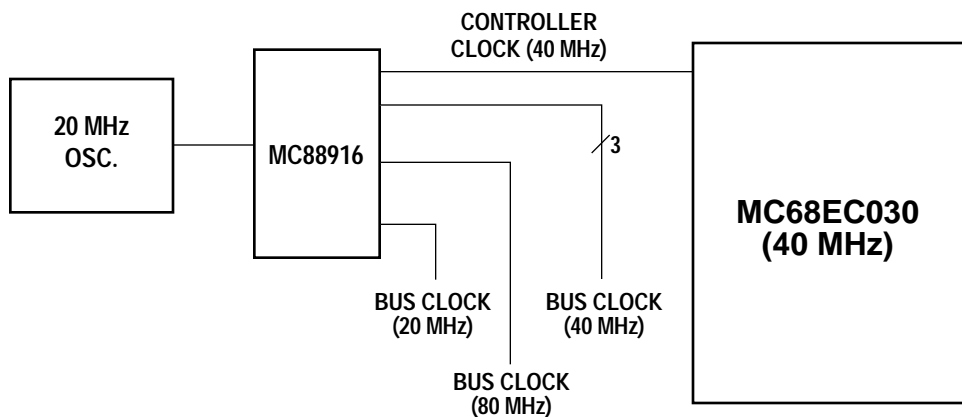 CONTROLLER
CLOCK (40 MHz)
20 MHz
OSC.
MC88916
3
MC68EC030
(40 MHz)
BUS CLOCK
(20 MHz)
BUS CLOCK
(40 MHz)
BUS CLOCK
(80 MHz)